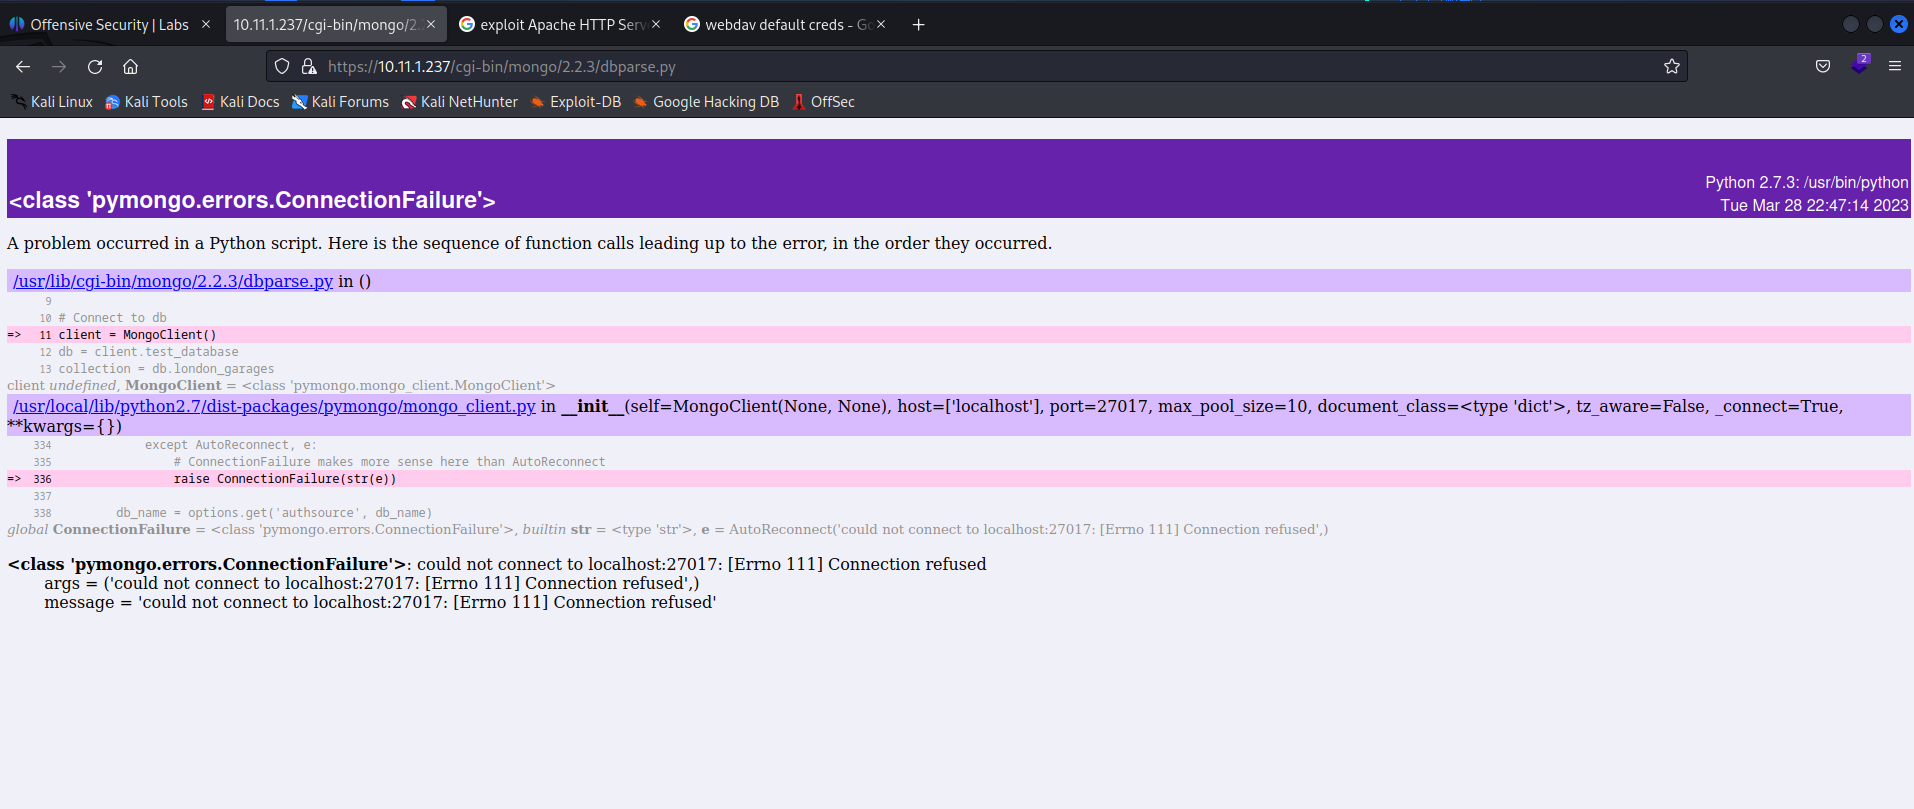 Offensive Security | Labs
10.11.1.237/cgi-bin/mongo/2.
exploit Apache HTTP Serv
webdav default creds - Go
https://10.11.1.237/cgi-bin/mongo/2.2.3/dbparse.py
2
Kali Linux Kali Tools Kali Docs Kali Forums Kali NetHunter Exploit-DB Google Hacking DB OffSec
<class 'pymongo.errors.ConnectionFailure'>
Python 2.7.3: /usr/bin/python
Tue Mar 28 22:47:14 2023
A problem occurred in a Python script. Here is the sequence of function calls leading up to the error, in the order they occurred.
/usr/lib/cgi-bin/mongo/2.2.3/dbparse.py in ()
9
10 # Connect to db
=> 11 client = MongoClient()
12 db = client.test_database
13 collection = db.london_garages
client undefined, MongoClient = <class 'pymongo.mongo_client.MongoClient'>
/usr/local/lib/python2.7/dist-packages/pymongo/mongo_client.py in __init__(self=MongoClient(None, None), host=['localhost'], port=27017, max_pool_size=10, document_class=<type 'dict'>, tz_aware=False, _connect=True,
**kwargs={})
334 except AutoReconnect, e:
335 # ConnectionFailure makes more sense here than AutoReconnect
=> 336 raise ConnectionFailure(str(e))
337
338 db_name = options.get('authsource', db_name)
global ConnectionFailure = <class 'pymongo.errors.ConnectionFailure'>, builtin str = <type 'str'>, e = AutoReconnect('could not connect to localhost:27017: [Errno 111] Connection refused',)
<class 'pymongo.errors.ConnectionFailure'>: could not connect to localhost:27017: [Errno 111] Connection refused
args = ('could not connect to localhost:27017: [Errno 111] Connection refused',)
message = 'could not connect to localhost:27017: [Errno 111] Connection refused'